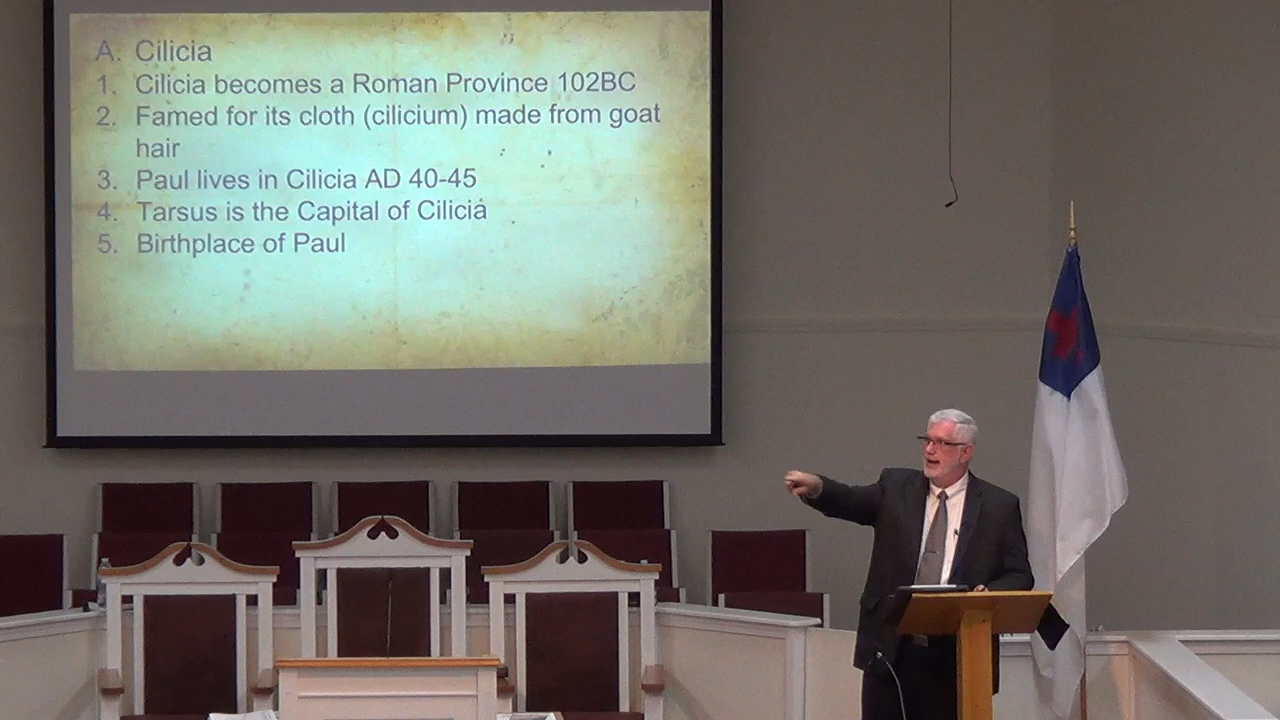 A. Cilicia
1. Cilicia becomes a Roman Province 102BC
2. Famed for its cloth (cilicium) made from goat
hair
3. Paul lives in Cilicia AD 40-45
4. Tarsus is the Capital of Cilicia
5. Birthplace of Paul